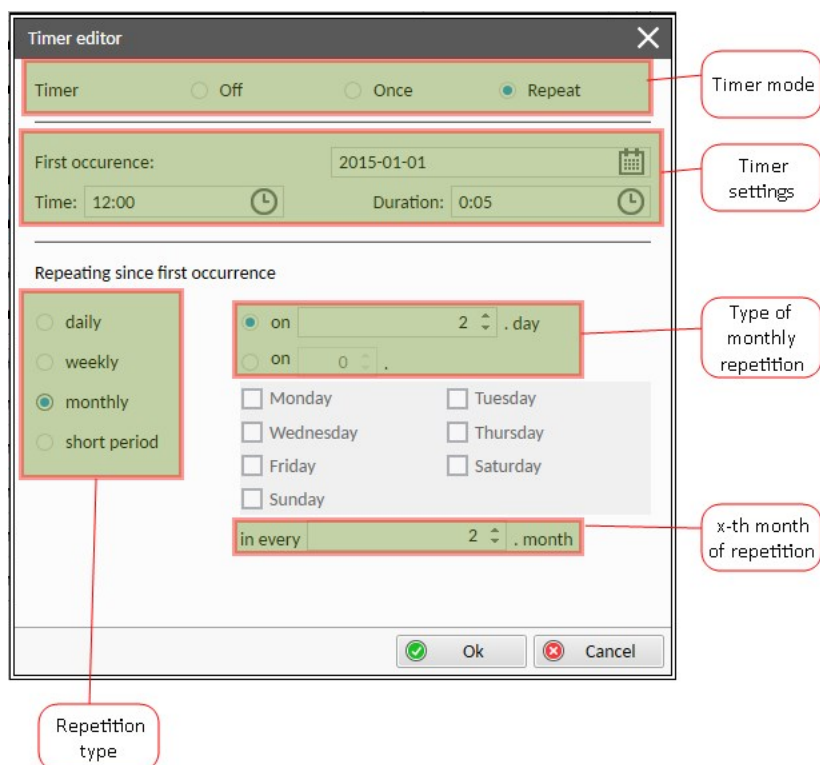 Timer editor
Timer Off Once Repeat
Timer mode
First occurence: 2015-01-01
Time: 12:00 Duration: 0:05
Timer
settings
Repeating since first occurrence
daily
weekly
monthly
short period
on 2 . day
on 0 .
Type of
monthly
repetition
Monday Tuesday
Wednesday Thursday
Friday Saturday
Sunday
in every 2 . month
x-th month
of repetition
Ok Cancel
Repetition
type